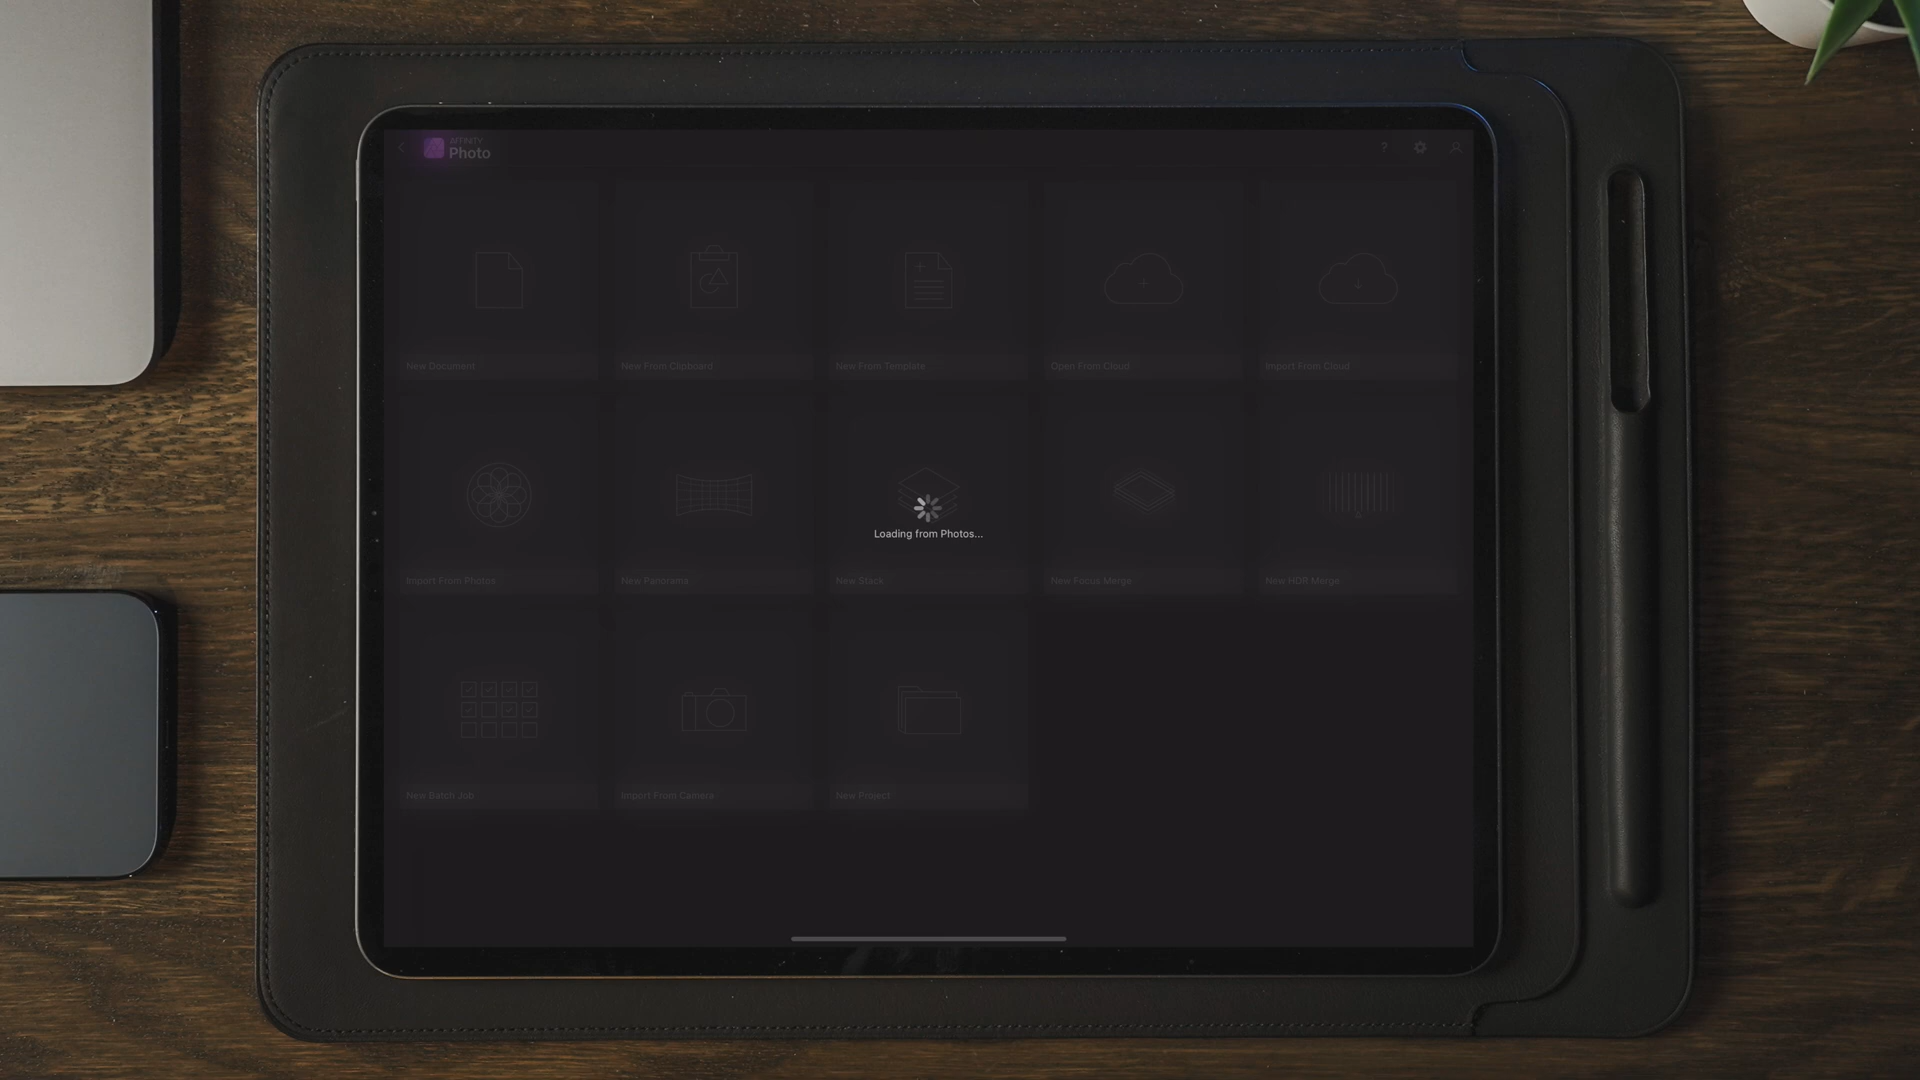 AFFINITY
Photo
?
New Document
New From Clipboard
New From Template
Open From Cloud
Import From Cloud
Loading from Photos...
Import From Photos
New Panorama
New Stack
New Focus Merge
New HDR Merge
New Batch Job
Import From Camera
New Project